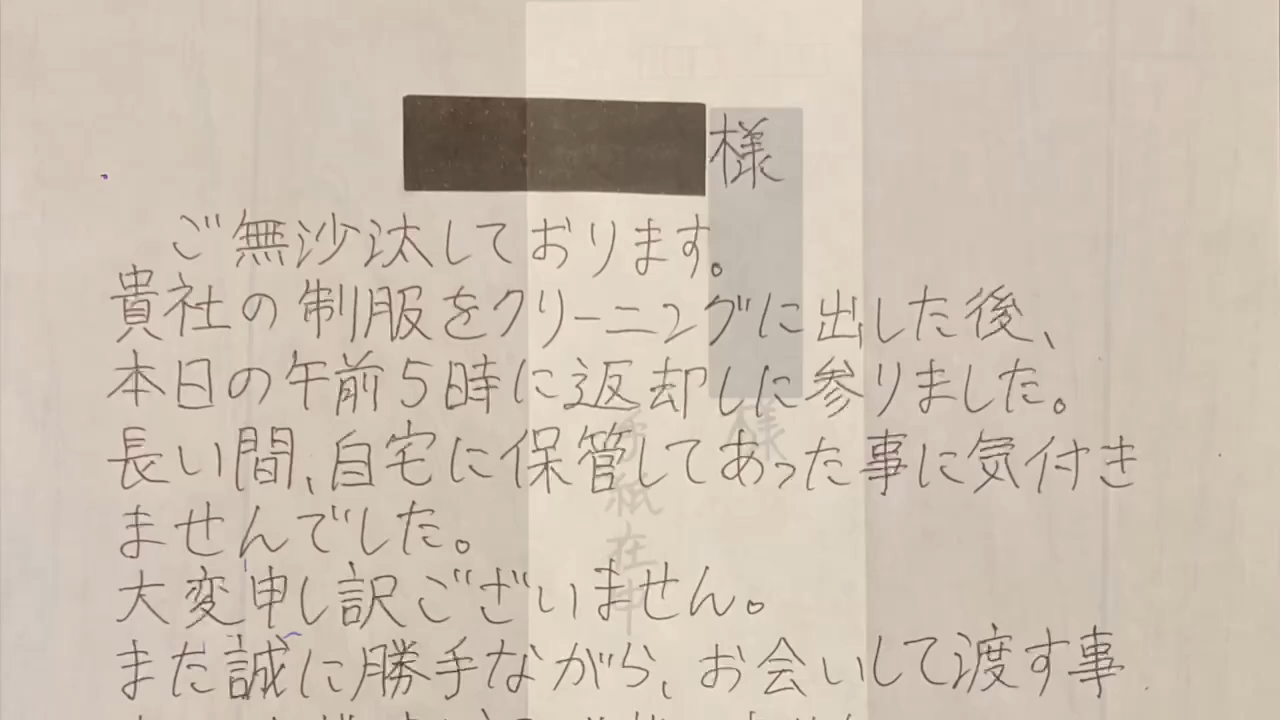 様
ご無沙汰しております。
貴社の制服をクリーニングに出した後、
本日の午前5時に返却しに参りました。
長い間、自宅に保管してあった事に気付き
ませんでした。
大変申し訳ございません。
また誠に勝手ながら、お会いして渡す事
様
手紙在中